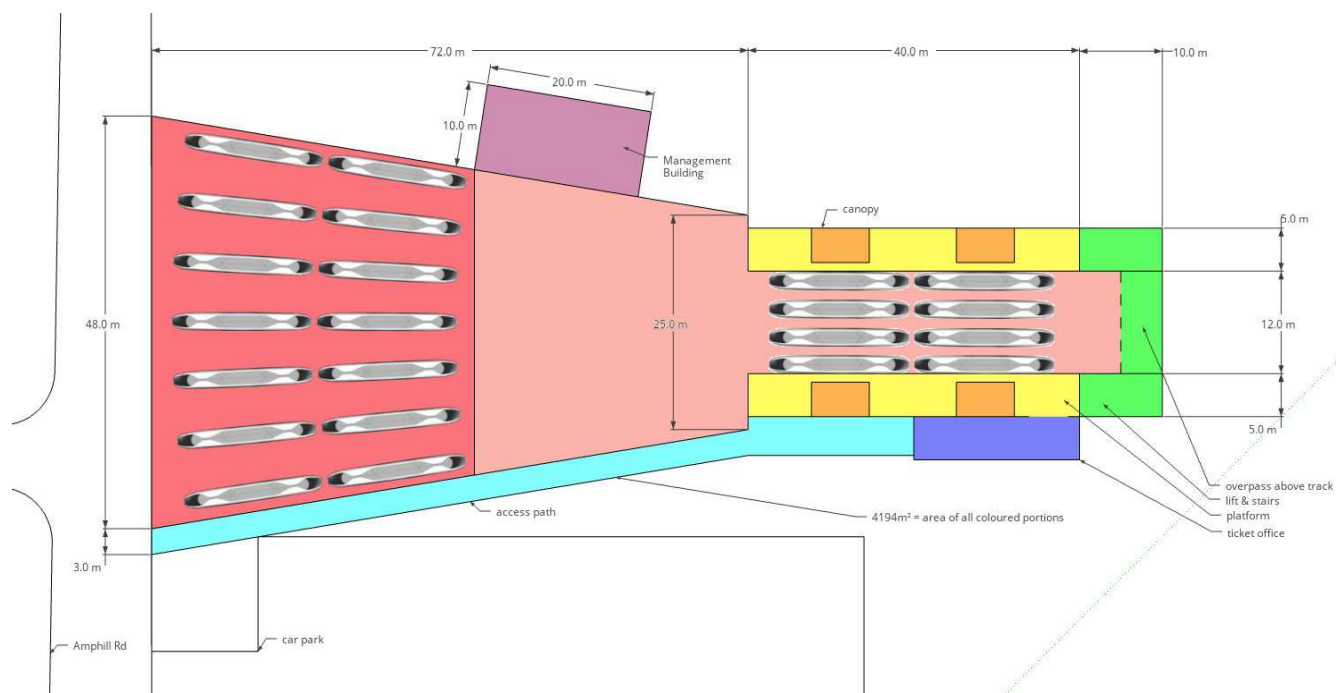 72.0 m
40.0 m
10.0 m
20.0 m
10.0 m
Management
Building
canopy
5.0 m
48.0 m
25.0 m
12.0 m
5.0 m
overpass above track
lift & stairs
platform
ticket office
access path
4194m² = area of all coloured portions
3.0 m
car park
Amphill Rd